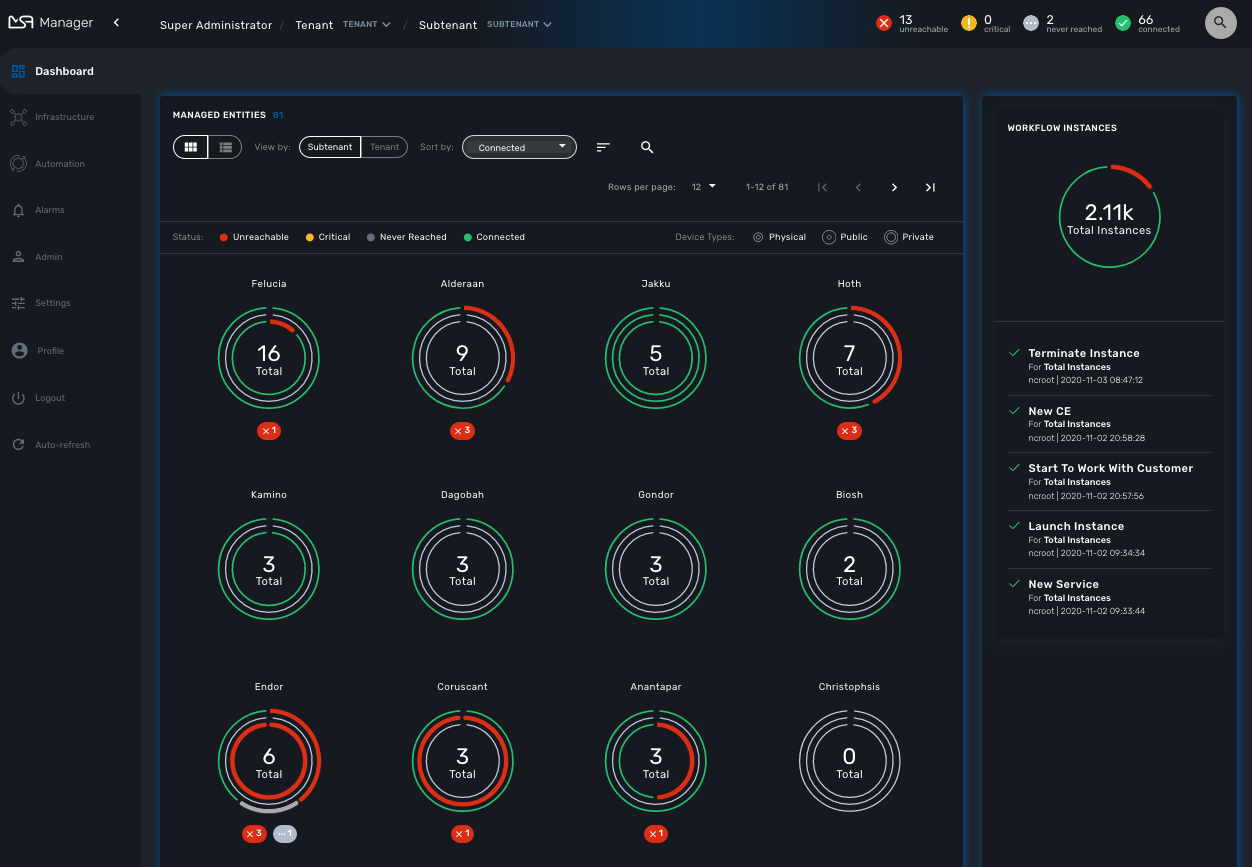 MSA Manager
Super Administrator / Tenant TENANT / Subtenant SUBTENANT
13 unreachable
0 critical
2 never reached
66 connected
Dashboard
Infrastructure
Automation
Alarms
Admin
Settings
Profile
Logout
Auto-refresh
MANAGED ENTITIES 81
View by: Subtenant Tenant Sort by: Connected
Rows per page: 12 1-12 of 81
Status: Unreachable Critical Never Reached Connected Device Types: Physical Public Private
Felucia Alderaan Jakku Hoth
16 9 5 7
Total Total Total Total
1 3 3
Kamino Dagobah Gondor Biosh
3 3 3 2
Total Total Total Total
Endor Coruscant Anantapar Christophsis
6 3 3 0
Total Total Total Total
3 1 1 1
WORKFLOW INSTANCES
2.11k
Total Instances
Terminate Instance
For Total Instances
ncroot | 2020-11-03 08:47:12
New CE
For Total Instances
ncroot | 2020-11-02 20:58:28
Start To Work With Customer
For Total Instances
ncroot | 2020-11-02 20:57:56
Launch Instance
For Total Instances
ncroot | 2020-11-02 09:34:34
New Service
For Total Instances
ncroot | 2020-11-02 09:33:44